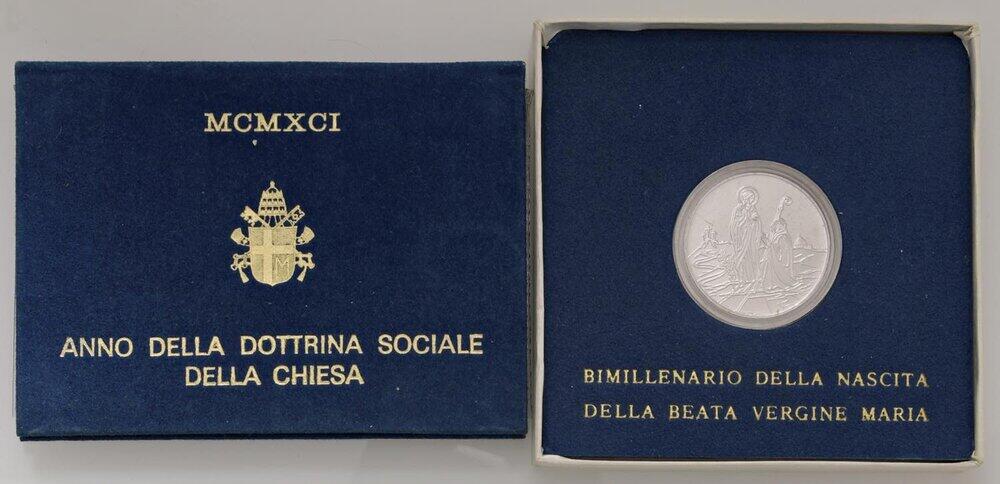 MCMXCI
M
ANNO DELLA DOTTRINA SOCIALE
DELLA CHIESA
BIMILLENARIO DELLA NASCITA
DELLA BEATA VERGINE MARIA